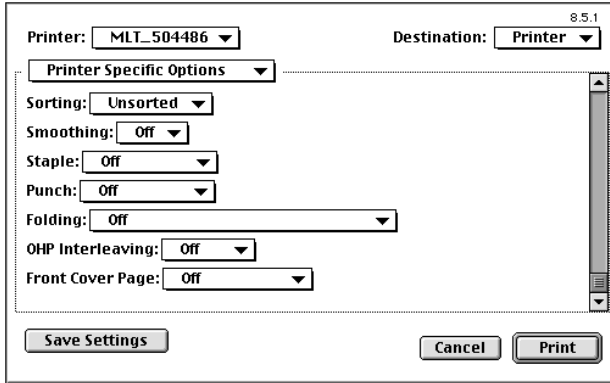 8.5.1
Printer: MLT_504486 Destination: Printer
Printer Specific Options
Sorting: Unsorted
Smoothing: Off
Staple: Off
Punch: Off
Folding: Off
OHP Interleaving: Off
Front Cover Page: Off
Save Settings Cancel Print